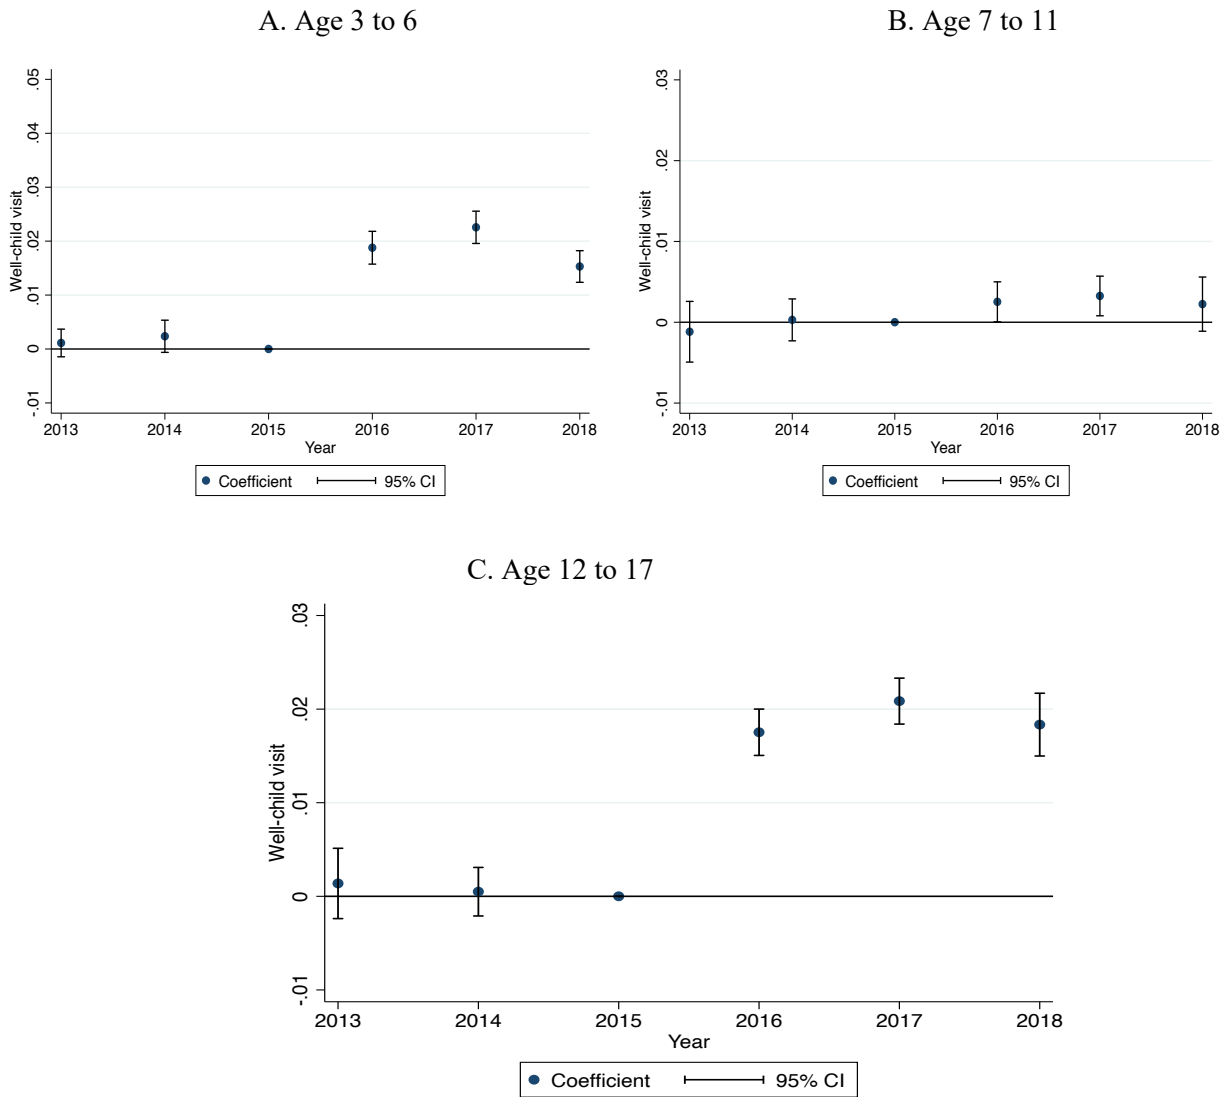 A. Age 3 to 6
.05
.04
.03
.02
.01
0
-.01
Well-child visit
2013 2014 2015 2016 2017 2018
Year
Coefficient 95% CI
B. Age 7 to 11
.03
.02
.01
0
-.01
Well-child visit
2013 2014 2015 2016 2017 2018
Year
Coefficient 95% CI
C. Age 12 to 17
.03
.02
.01
0
-.01
Well-child visit
2013 2014 2015 2016 2017 2018
Year
Coefficient 95% CI